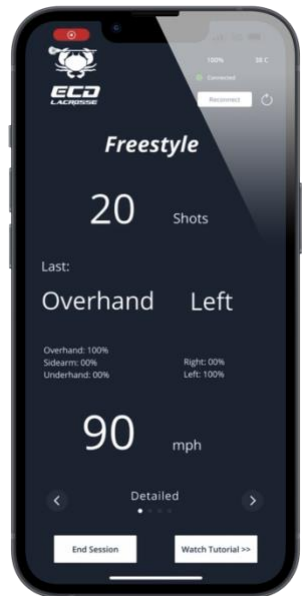 100% 38 C
Connected
ECD
LACROSSE
Reconnect
Freestyle
20 Shots
Last:
Overhand Left
Overhand: 100%
Sidearm: 00% Right: 00%
Underhand: 00% Left: 100%
90 mph
Detailed
End Session Watch Tutorial >>